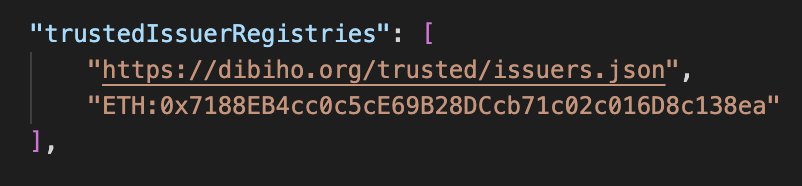 "trustedIssuerRegistries": [
"https://dibiho.org/trusted/issuers.json",
"ETH:0x7188EB4cc0c5cE69B28DCcb71c02c016D8c138ea"
],